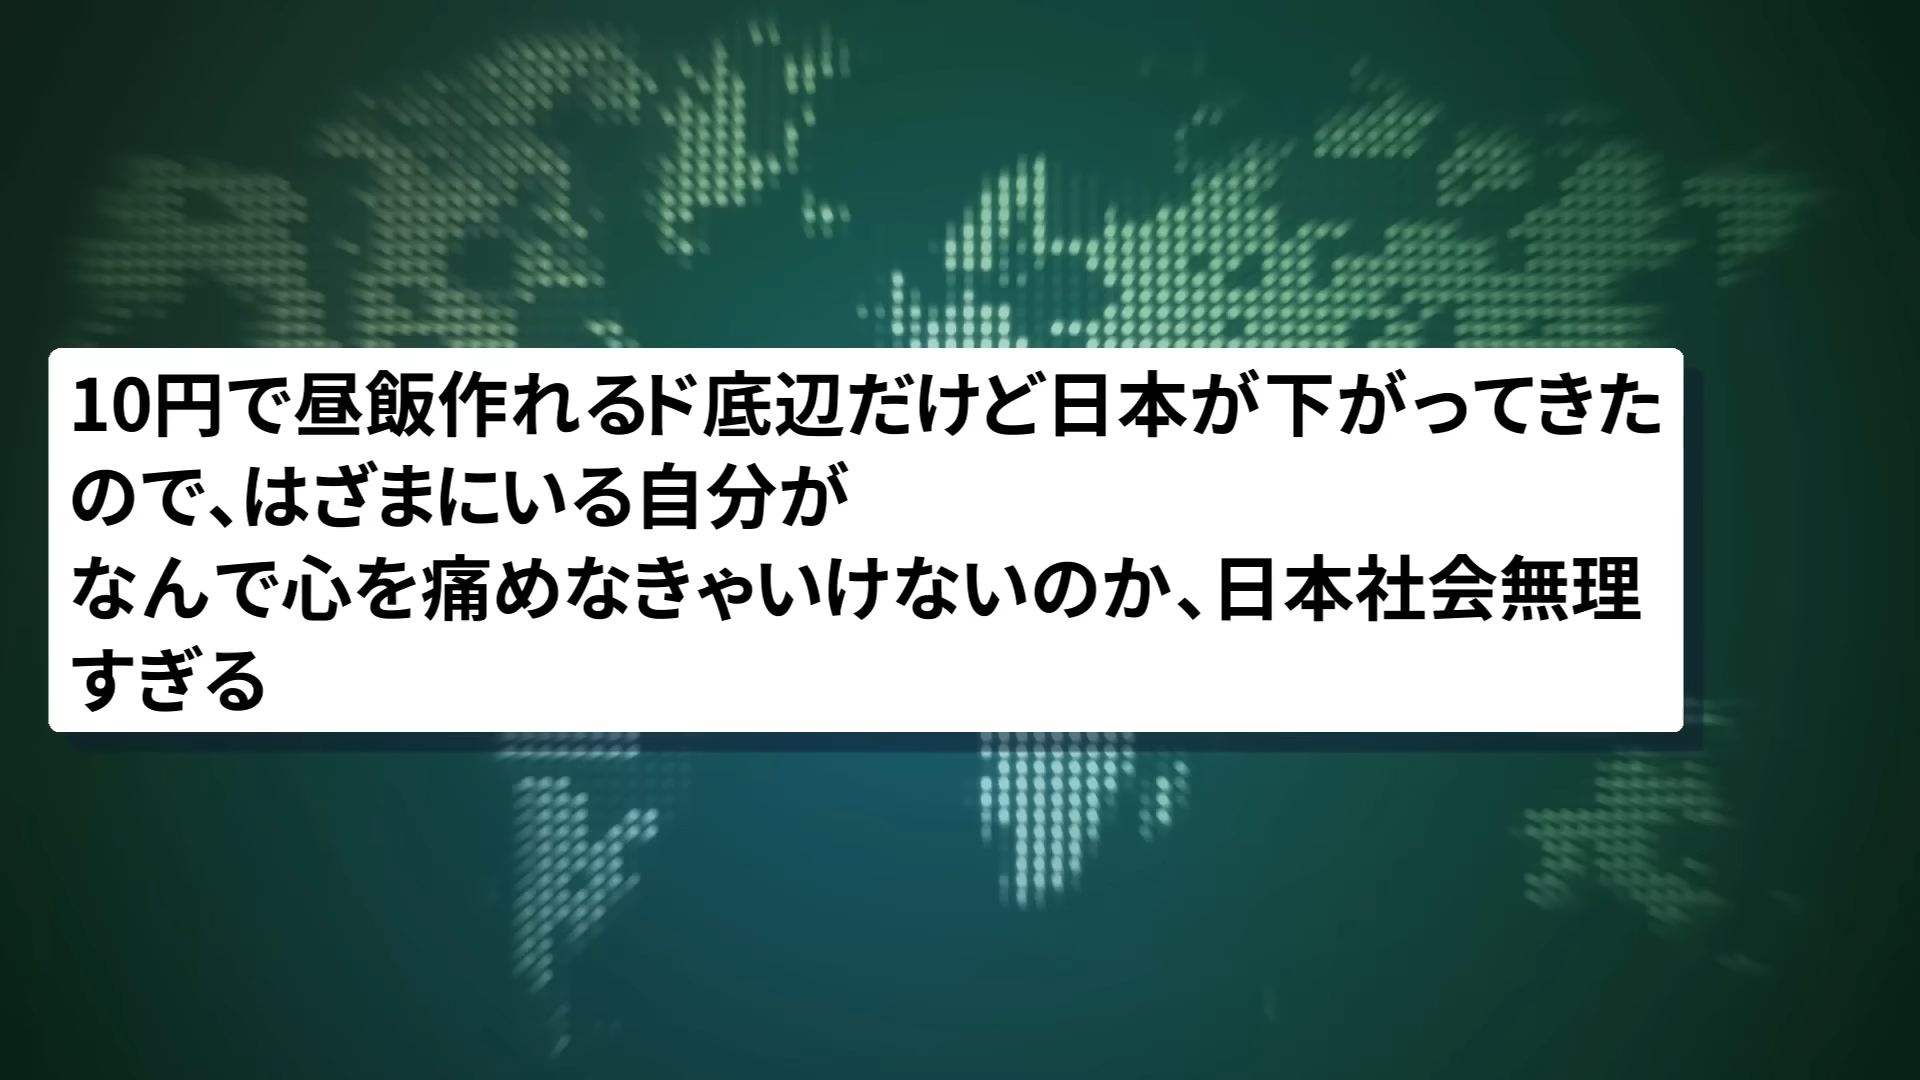 10円で昼飯作れるド底辺だけど日本が下がってきた
ので、はざまにいる自分が
なんで心を痛めなきゃいけないのか、日本社会無理
すぎる